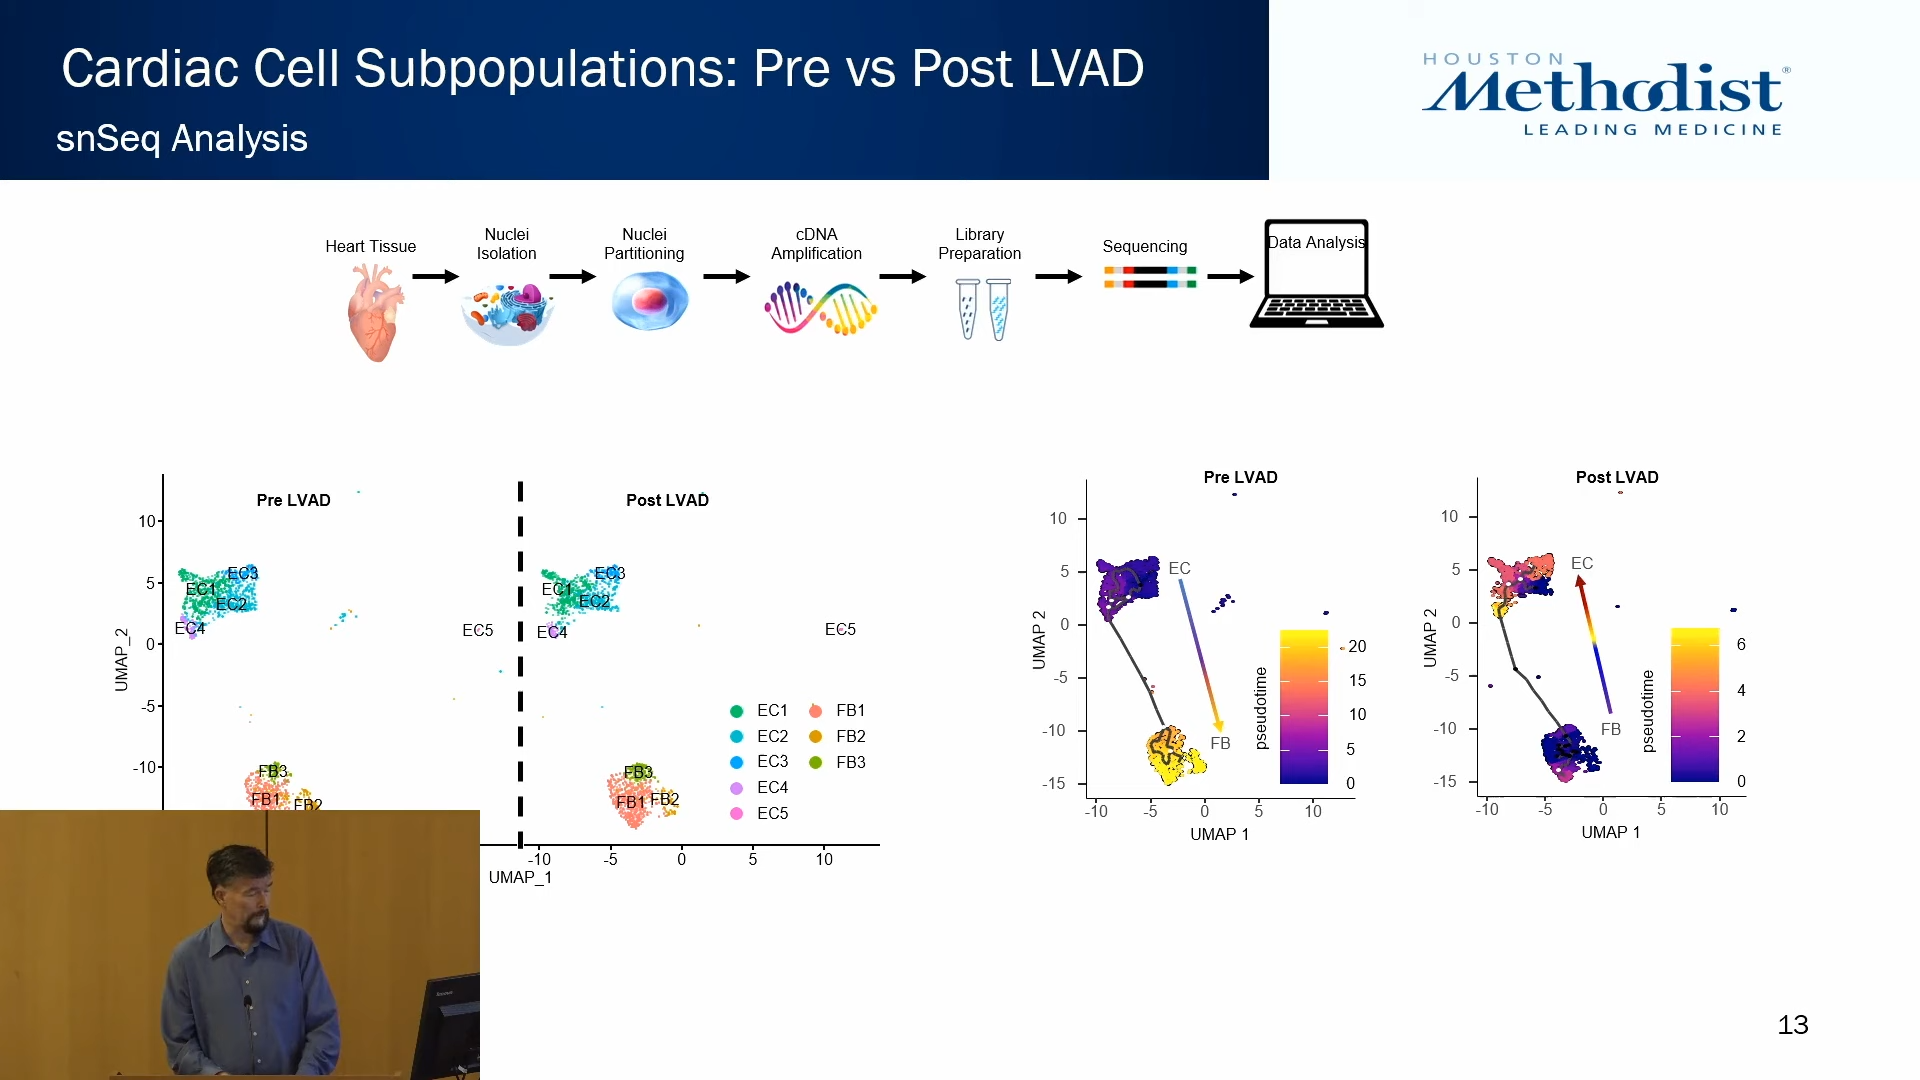 Cardiac Cell Subpopulations: Pre vs Post LVAD
snSeq Analysis
HOUSTON
Methodist®
LEADING MEDICINE
Heart Tissue
Nuclei
Isolation
Nuclei
Partitioning
cDNA
Amplification
Library
Preparation
Sequencing
Data Analysis
Pre LVAD
Post LVAD
10
5
0
-5
-10
UMAP_2
EC1
EC2
EC3
EC4
EC5
FB3
FB1
FB2
EC1
EC2
EC3
EC4
EC5
FB3
FB1
FB2
EC1
EC2
EC3
EC4
EC5
FB1
FB2
FB3
-10
-5
0
5
10
UMAP_1
Pre LVAD
10
5
0
-5
-10
-15
UMAP 2
EC
FB
pseudotime
20
15
10
5
0
-10
-5
0
5
10
UMAP 1
Post LVAD
10
5
0
-5
-10
-15
UMAP 2
EC
FB
pseudotime
6
4
2
0
-10
-5
0
5
10
UMAP 1
13